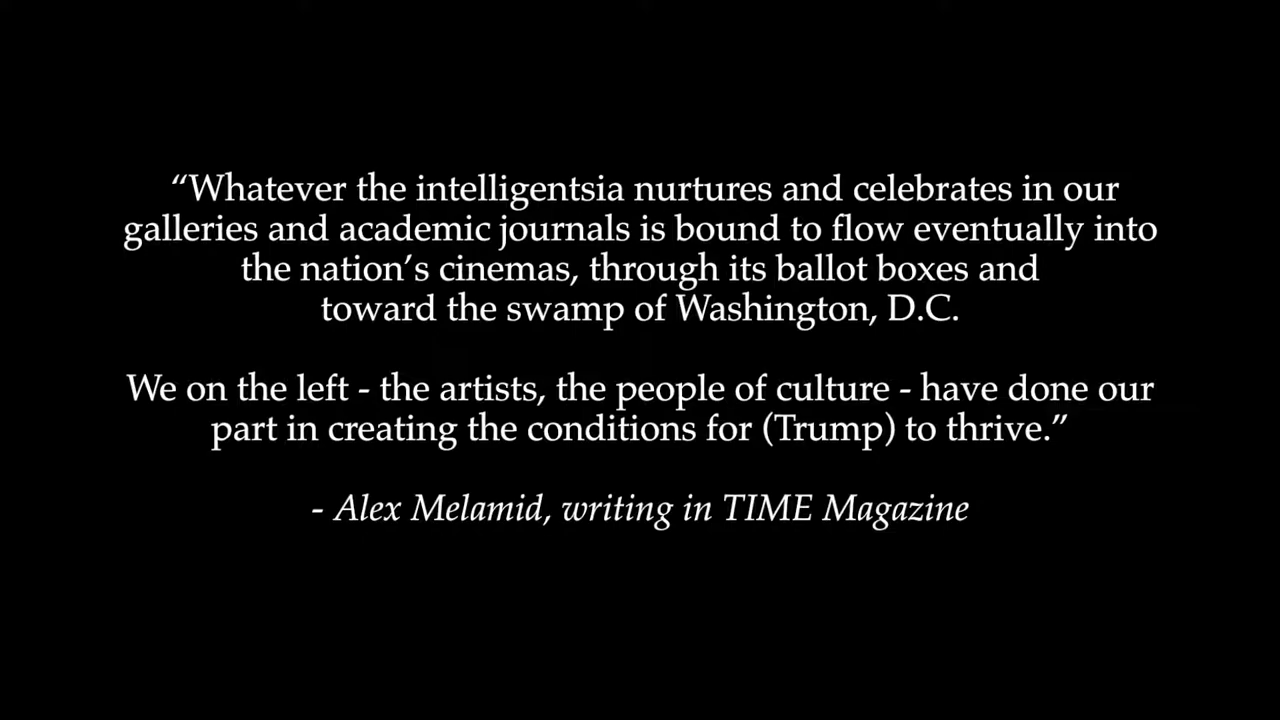 “Whatever the intelligentsia nurtures and celebrates in our
galleries and academic journals is bound to flow eventually into
the nation’s cinemas, through its ballot boxes and
toward the swamp of Washington, D.C.
We on the left - the artists, the people of culture - have done our
part in creating the conditions for (Trump) to thrive.”
- Alex Melamid, writing in TIME Magazine